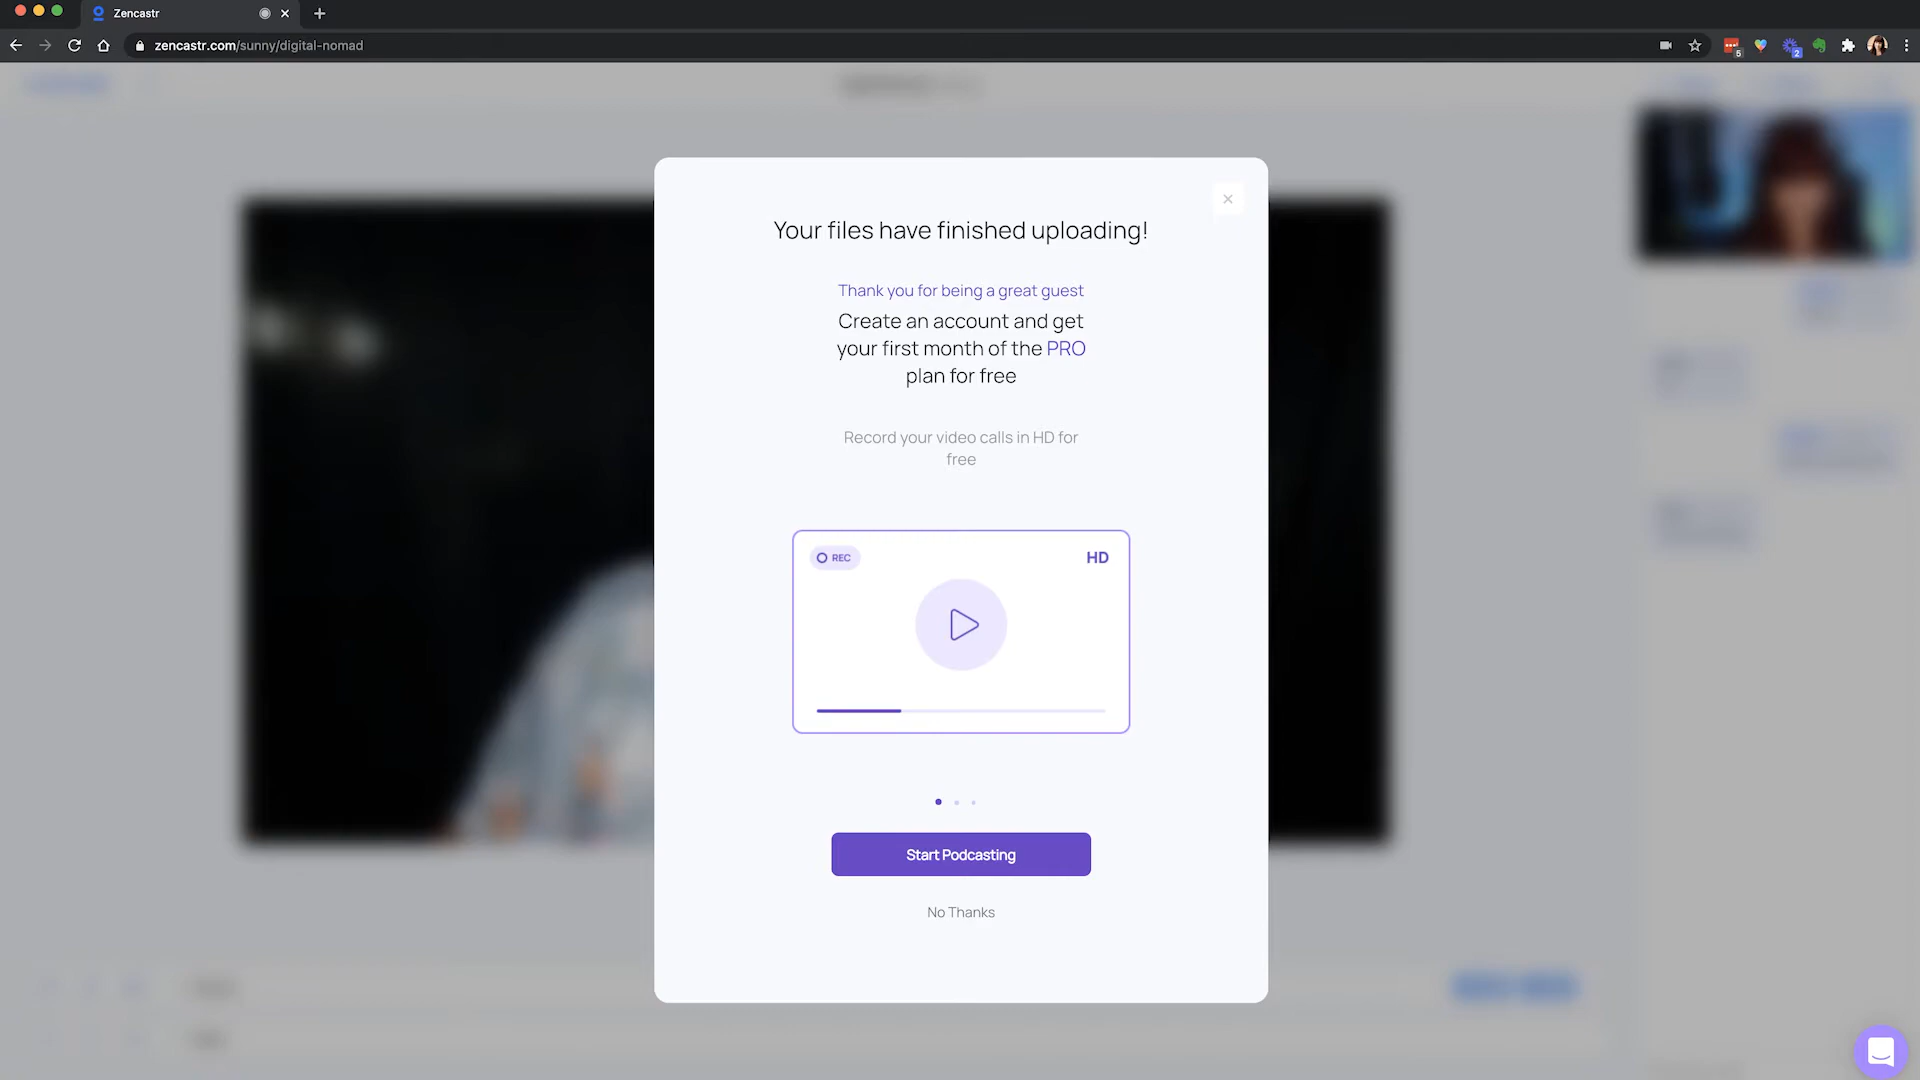 Zencastr
zencastr.com/sunny/digital-nomad
5
2
Your files have finished uploading!
Thank you for being a great guest
Create an account and get
your first month of the PRO
plan for free
Record your video calls in HD for
free
REC
HD
Start Podcasting
No Thanks